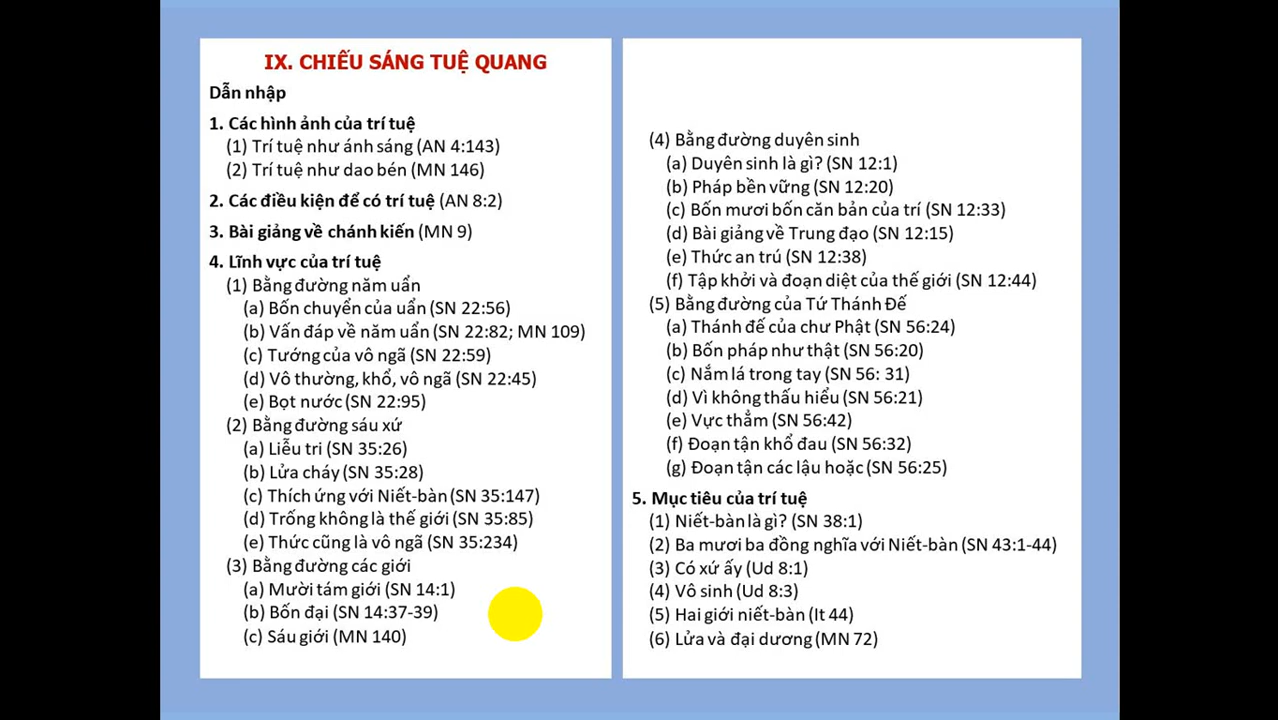 IX. CHIẾU SÁNG TUỆ QUANG
Dẫn nhập
1. Các hình ảnh của trí tuệ
(1) Trí tuệ như ánh sáng (AN 4:143)
(2) Trí tuệ như dao bén (MN 146)
2. Các điều kiện để có trí tuệ (AN 8:2)
3. Bài giảng về chánh kiến (MN 9)
4. Lĩnh vực của trí tuệ
(1) Bằng đường năm uẩn
(a) Bốn chuyển của uẩn (SN 22:56)
(b) Vấn đáp về năm uẩn (SN 22:82; MN 109)
(c) Tướng của vô ngã (SN 22:59)
(d) Vô thường, khổ, vô ngã (SN 22:45)
(e) Bọt nước (SN 22:95)
(2) Bằng đường sáu xứ
(a) Liễu tri (SN 35:26)
(b) Lửa cháy (SN 35:28)
(c) Thích ứng với Niết-bàn (SN 35:147)
(d) Trống không là thế giới (SN 35:85)
(e) Thức cũng là vô ngã (SN 35:234)
(3) Bằng đường các giới
(a) Mười tám giới (SN 14:1)
(b) Bốn đại (SN 14:37-39)
(c) Sáu giới (MN 140)
(4) Bằng đường duyên sinh
(a) Duyên sinh là gì? (SN 12:1)
(b) Pháp bền vững (SN 12:20)
(c) Bốn mươi bốn căn bản của trí (SN 12:33)
(d) Bài giảng về Trung đạo (SN 12:15)
(e) Thức an trú (SN 12:38)
(f) Tập khởi và đoạn diệt của thế giới (SN 12:44)
(5) Bằng đường của Tứ Thánh Đế
(a) Thánh đế của chư Phật (SN 56:24)
(b) Bốn pháp như thật (SN 56:20)
(c) Nắm lá trong tay (SN 56: 31)
(d) Vì không thấu hiểu (SN 56:21)
(e) Vực thẳm (SN 56:42)
(f) Đoạn tận khổ đau (SN 56:32)
(g) Đoạn tận các lậu hoặc (SN 56:25)
5. Mục tiêu của trí tuệ
(1) Niết-bàn là gì? (SN 38:1)
(2) Ba mươi ba đồng nghĩa với Niết-bàn (SN 43:1-44)
(3) Có xứ ấy (Ud 8:1)
(4) Vô sinh (Ud 8:3)
(5) Hai giới niết-bàn (It 44)
(6) Lửa và đại dương (MN 72)